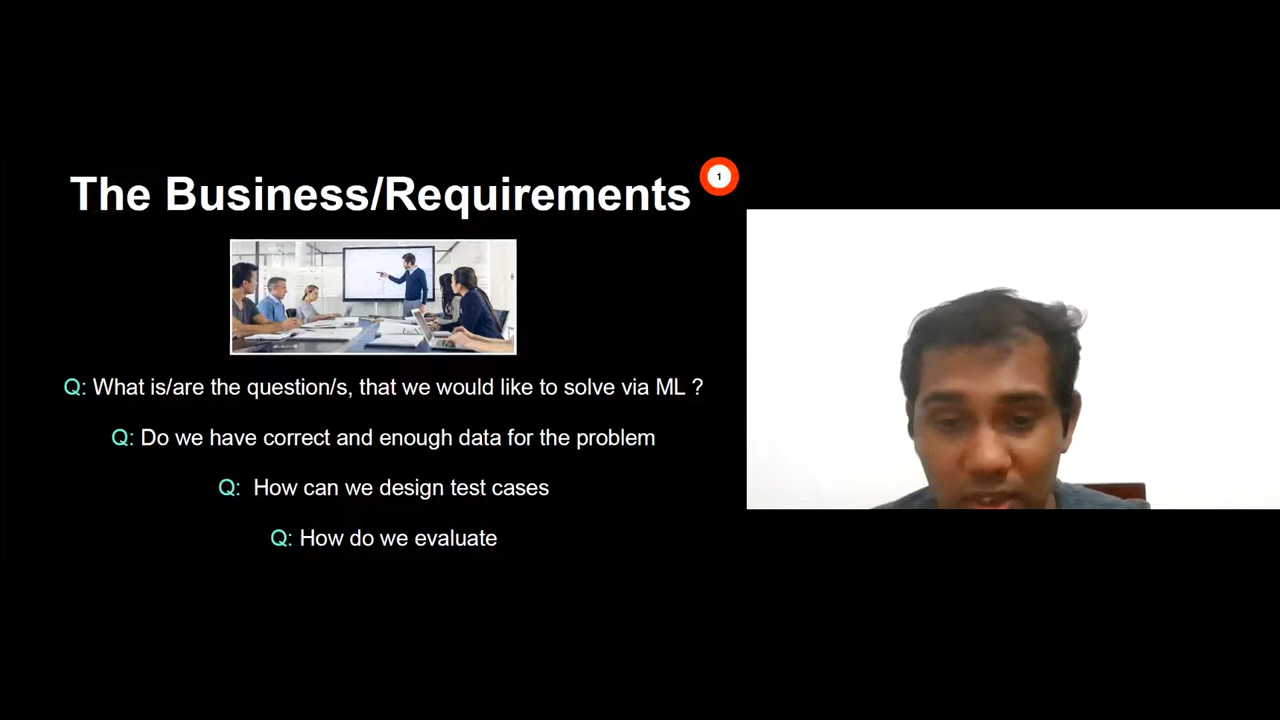 The Business/Requirements
1
Q: What is/are the question/s, that we would like to solve via ML ?
Q: Do we have correct and enough data for the problem
Q: How can we design test cases
Q: How do we evaluate